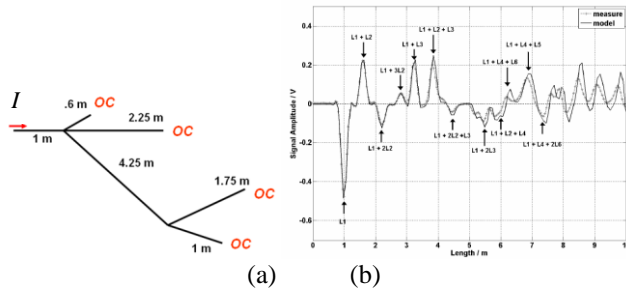 I
1 m
.6 m
OC
2.25 m
OC
4.25 m
1.75 m
OC
1 m
OC
(a)
Signal Amplitude / V
0.5
0.4
0.2
0
-0.2
-0.4
-0.6
0
1
2
3
4
5
6
7
8
9
10
Length / m
measure
model
L1
L1 + L2
L1 + 2L2
L1 + 3L2
L1 + L3
L1 + L2 + L3
L1 + 2L2 + L3
L1 + 2L3
L1 + L2 + L4
L1 + L4 + L6
L1 + L4 + L5
L1 + L4 + 2L6
(b)